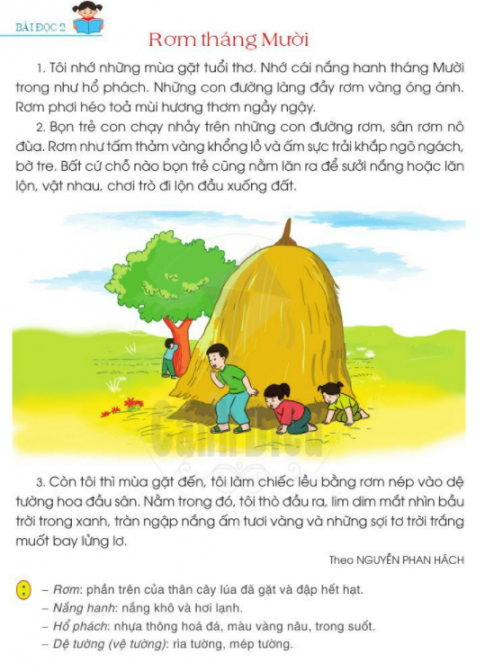 BÀI ĐỌC 2
Rơm tháng Mười
1. Tôi nhớ những mùa gặt tuổi thơ. Nhớ cái nắng hanh tháng Mười
trong như hổ phách. Những con đường làng đầy rơm vàng óng ánh.
Rơm phơi héo toả mùi hương thơm ngầy ngậy.
2. Bọn trẻ con chạy nhảy trên những con đường rơm, sân rơm nô
đùa. Rơm như tấm thảm vàng khổng lồ và ấm sực trải khắp ngõ ngách,
bờ tre. Bất cứ chỗ nào bọn trẻ cũng nằm lăn ra để sưởi nắng hoặc lăn
lộn, vật nhau, chơi trò đi lộn đầu xuống đất.
Cánh Diều
3. Còn tôi thì mùa gặt đến, tôi làm chiếc lều bằng rơm nép vào dệ
tường hoa đầu sân. Nằm trong đó, tôi thò đầu ra, lim dim mắt nhìn bầu
trời trong xanh, tràn ngập nắng ấm tươi vàng và những sợi tơ trời trắng
muốt bay lửng lơ.
Theo NGUYỄN PHAN HÁCH
– Rơm: phần trên của thân cây lúa đã gặt và đập hết hạt.
– Nắng hanh: nắng khô và hơi lạnh.
– Hổ phách: nhựa thông hoá đá, màu vàng nâu, trong suốt.
– Dệ tường (vệ tường): rìa tường, mép tường.